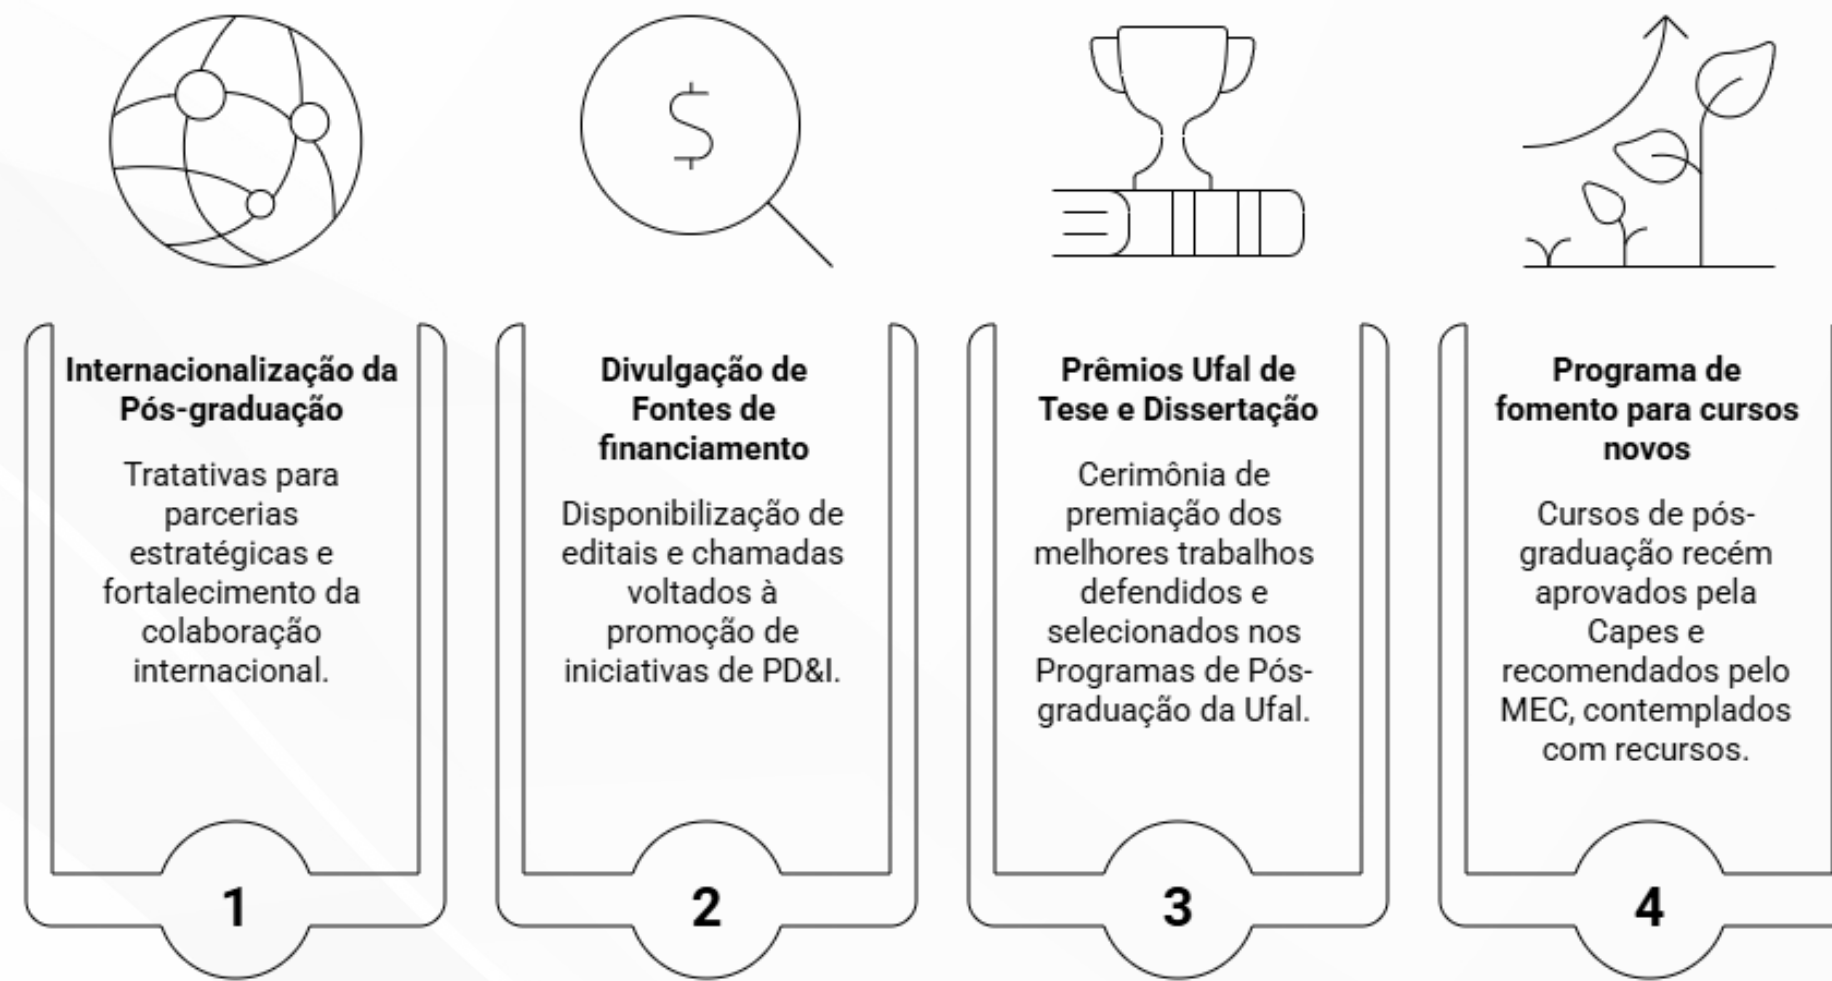 $
Internacionalização da
Pós-graduação
Tratativas para
parcerias
estratégicas e
fortalecimento da
colaboração
internacional.
1
Divulgação de
Fontes de
financiamento
Disponibilização de
editais e chamadas
voltados à
promoção de
iniciativas de PD&I.
2
Prêmios Ufal de
Tese e Dissertação
Cerimônia de
premiação dos
melhores trabalhos
defendidos e
selecionados nos
Programas de Pós-
graduação da Ufal.
3
Programa de
fomento para cursos
novos
Cursos de pós-
graduação recém
aprovados pela
Capes e
recomendados pelo
MEC, contemplados
com recursos.
4